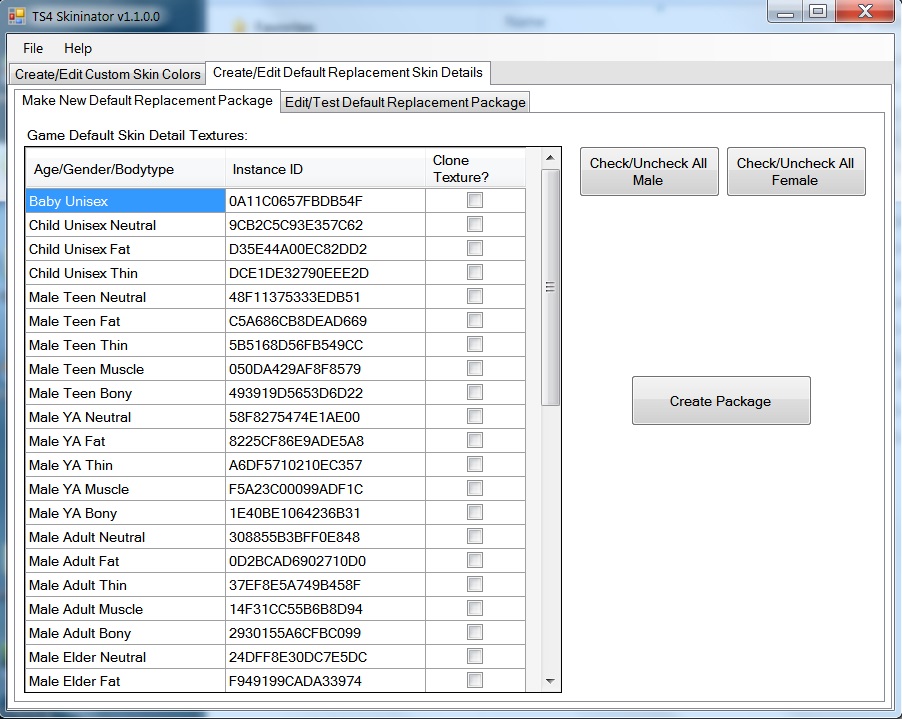 TS4 Skininator v1.1.0.0
Favorites
Name
File Help
Create/Edit Custom Skin Colors Create/Edit Default Replacement Skin Details
Make New Default Replacement Package Edit/Test Default Replacement Package
Game Default Skin Detail Textures:
Age/Gender/Bodytype Instance ID Clone
Texture?
Baby Unisex 0A11C0657FBDB54F
Child Unisex Neutral 9CB2C5C93E357C62
Child Unisex Fat D35E44A00EC82DD2
Child Unisex Thin DCE1DE32790EEE2D
Male Teen Neutral 48F11375333EDB51
Male Teen Fat C5A686CB8DEAD669
Male Teen Thin 5B5168D56FB549CC
Male Teen Muscle 050DA429AF8F8579
Male Teen Bony 493919D5653D6D22
Male YA Neutral 58F8275474E1AE00
Male YA Fat 8225CF86E9ADE5A8
Male YA Thin A6DF5710210EC357
Male YA Muscle F5A23C00099ADF1C
Male YA Bony 1E40BE1064236B31
Male Adult Neutral 308855B3BFF0E848
Male Adult Fat 0D2BCAD6902710D0
Male Adult Thin 37EF8E5A749B458F
Male Adult Muscle 14F31CC55B6B8D94
Male Adult Bony 2930155A6CFBC099
Male Elder Neutral 24DFF8E30DC7E5DC
Male Elder Fat F949199CADA33974
Check/Uncheck All
Male
Check/Uncheck All
Female
Create Package